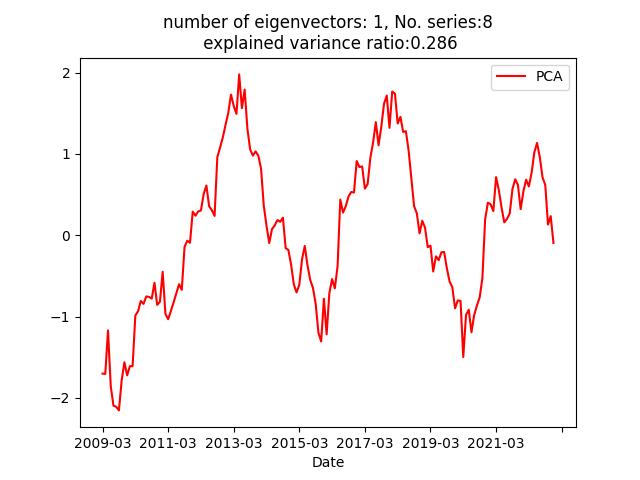 number of eigenvectors: 1, No. series:8
explained variance ratio:0.286
PCA
2
1
0
−1
−2
2009-03 2011-03 2013-03 2015-03 2017-03 2019-03 2021-03
Date